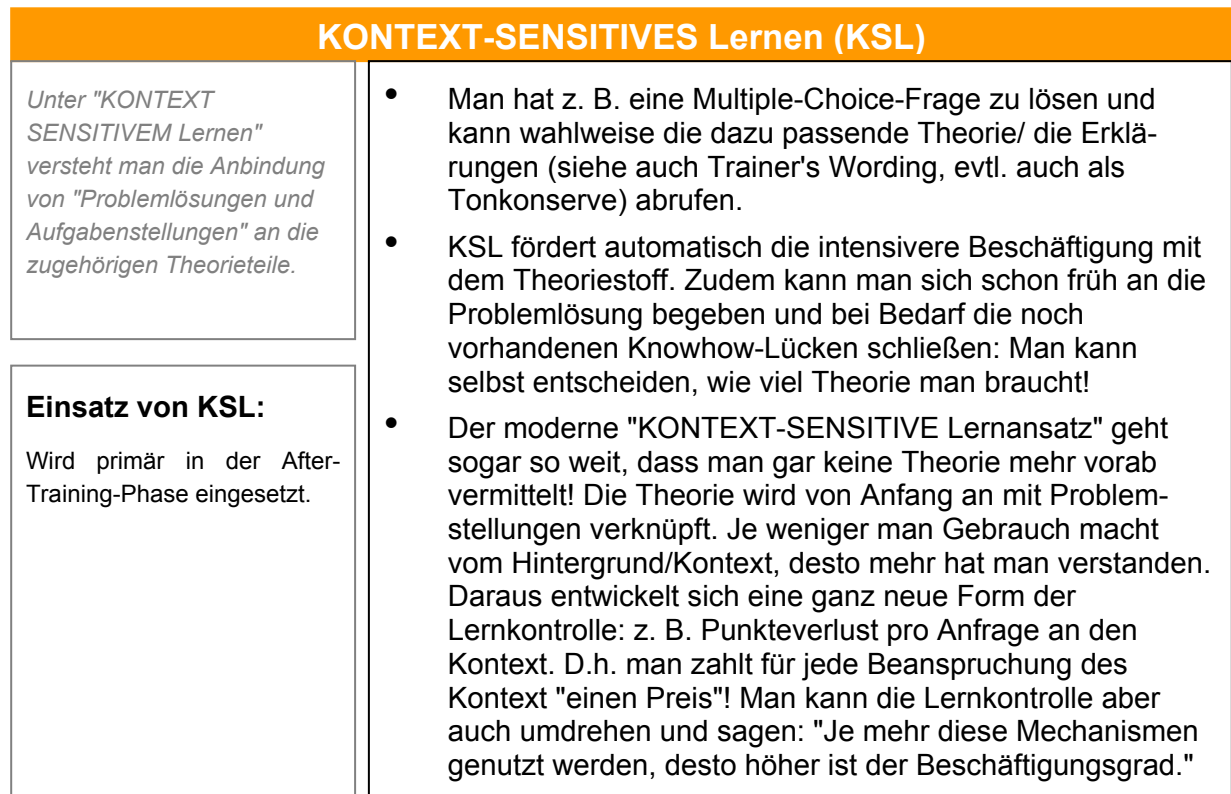 KONTEXT-SENSITIVES Lernen (KSL)
Unter "KONTEXT
SENSITIVEM Lernen"
versteht man die Anbindung
von "Problemlösungen und
Aufgabenstellungen" an die
zugehörigen Theorieteile.
Einsatz von KSL:
Wird primär in der After-
Training-Phase eingesetzt.
• Man hat z. B. eine Multiple-Choice-Frage zu lösen und
kann wahlweise die dazu passende Theorie/ die Erklä-
rungen (siehe auch Trainer's Wording, evtl. auch als
Tonkonserve) abrufen.
• KSL fördert automatisch die intensivere Beschäftigung mit
dem Theoriestoff. Zudem kann man sich schon früh an die
Problemlösung begeben und bei Bedarf die noch
vorhandenen Knowhow-Lücken schließen: Man kann
selbst entscheiden, wie viel Theorie man braucht!
• Der moderne "KONTEXT-SENSITIVE Lernansatz" geht
sogar so weit, dass man gar keine Theorie mehr vorab
vermittelt! Die Theorie wird von Anfang an mit Problem-
stellungen verknüpft. Je weniger man Gebrauch macht
vom Hintergrund/Kontext, desto mehr hat man verstanden.
Daraus entwickelt sich eine ganz neue Form der
Lernkontrolle: z. B. Punkteverlust pro Anfrage an den
Kontext. D.h. man zahlt für jede Beanspruchung des
Kontext "einen Preis"! Man kann die Lernkontrolle aber
auch umdrehen und sagen: "Je mehr diese Mechanismen
genutzt werden, desto höher ist der Beschäftigungsgrad."